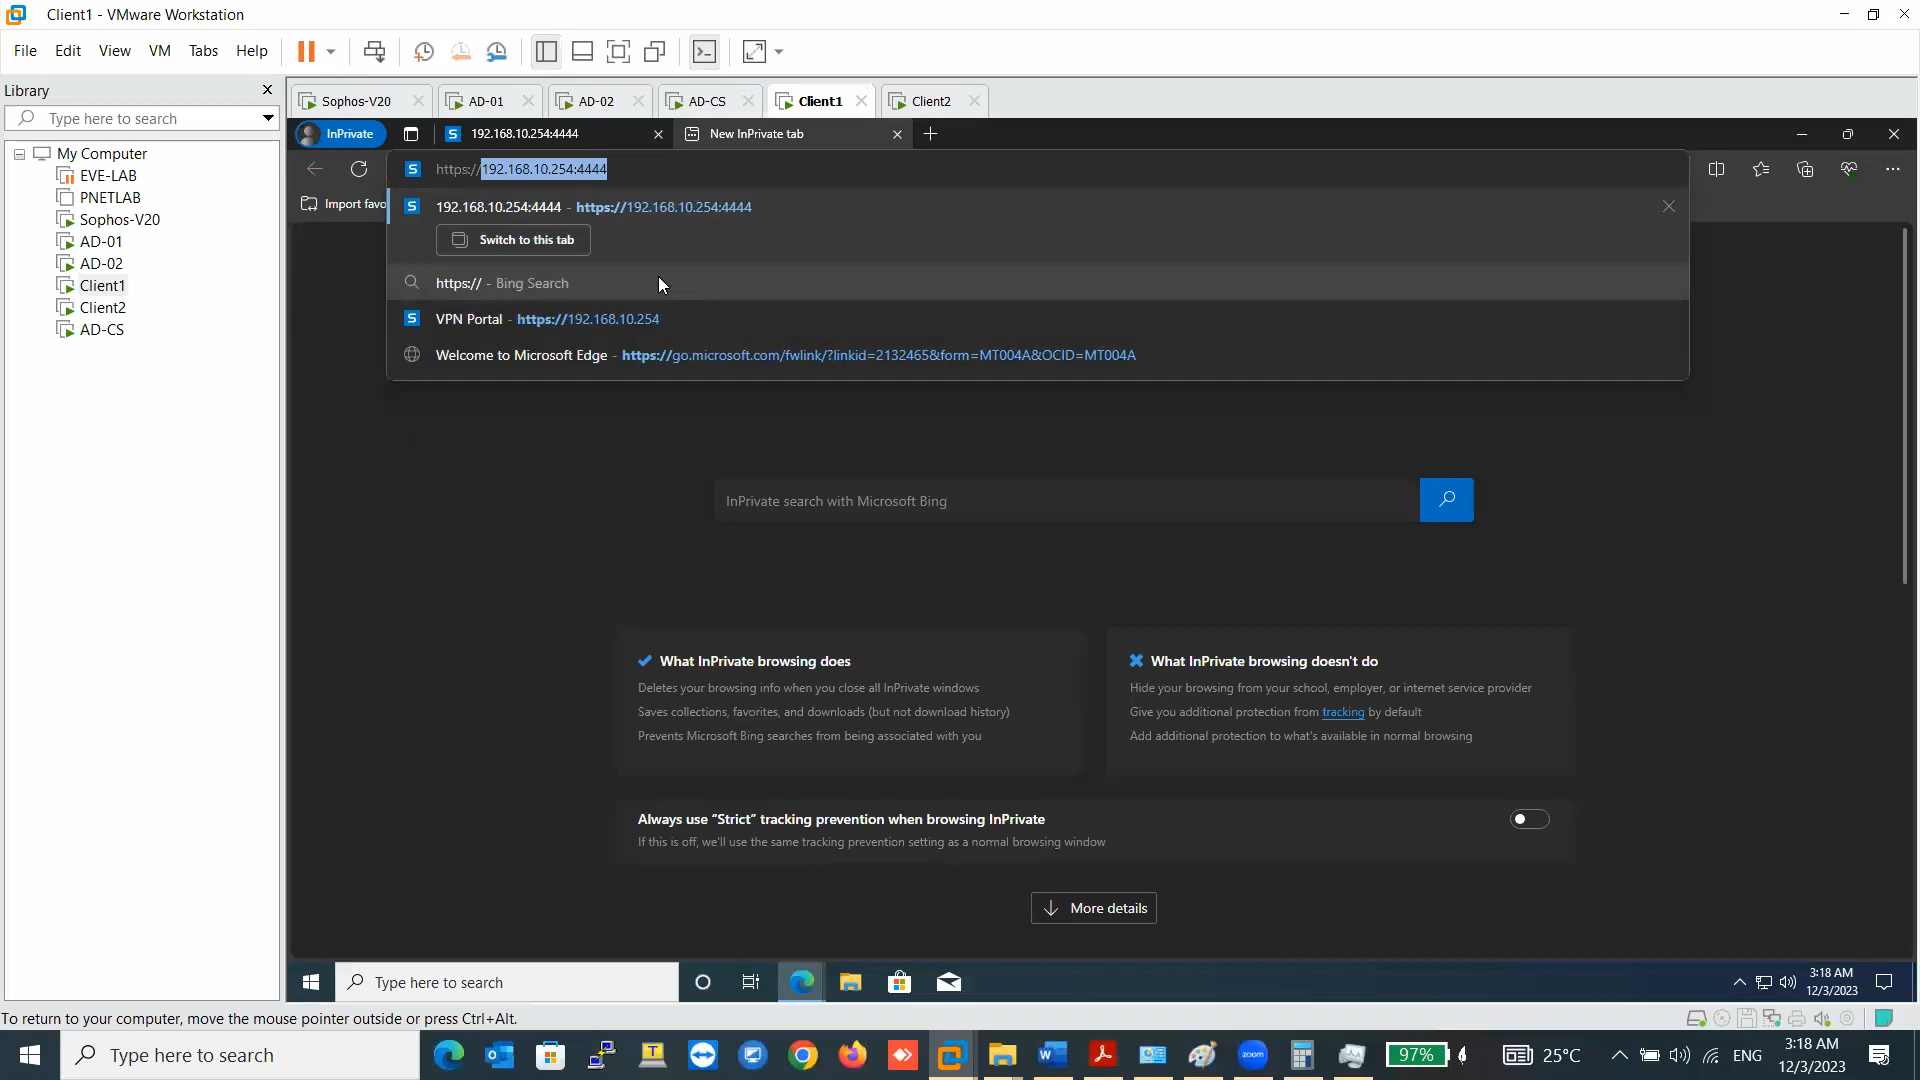 Client1 - VMware Workstation
File Edit View VM Tabs Help
Library
Type here to search
My Computer
EVE-LAB
PNETLAB
Sophos-V20
AD-01
AD-02
Client1
Client2
AD-CS
Sophos-V20 AD-01 AD-02 AD-CS Client1 Client2
InPrivate 192.168.10.254:4444 New InPrivate tab
https://192.168.10.254:4444
Import favo
192.168.10.254:4444 - https://192.168.10.254:4444
Switch to this tab
https:// - Bing Search
VPN Portal - https://192.168.10.254
Welcome to Microsoft Edge - https://go.microsoft.com/fwlink/?linkid=2132465&form=MT004A&OCID=MT004A
InPrivate search with Microsoft Bing
What InPrivate browsing does
Deletes your browsing info when you close all InPrivate windows
Saves collections, favorites, and downloads (but not download history)
Prevents Microsoft Bing searches from being associated with you
What InPrivate browsing doesn't do
Hide your browsing from your school, employer, or internet service provider
Give you additional protection from tracking by default
Add additional protection to what's available in normal browsing
Always use “Strict” tracking prevention when browsing InPrivate
If this is off, we'll use the same tracking prevention setting as a normal browsing window
More details
Type here to search
3:18 AM
12/3/2023
To return to your computer, move the mouse pointer outside or press Ctrl+Alt.
Type here to search
zoom
97%
25°C
ENG
3:18 AM
12/3/2023